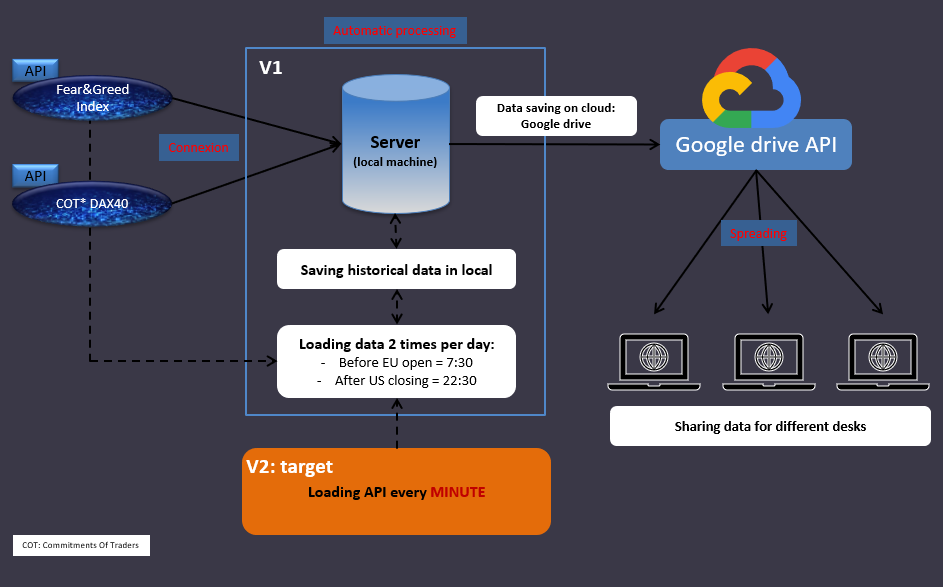 Automatic processing
V1
API
Fear&Greed
Index
Connexion
API
COT* DAX40
Server
(local machine)
Data saving on cloud:
Google drive
Google drive API
Spreading
Saving historical data in local
Loading data 2 times per day:
- Before EU open = 7:30
- After US closing = 22:30
Sharing data for different desks
V2: target
Loading API every MINUTE
COT: Commitments Of Traders